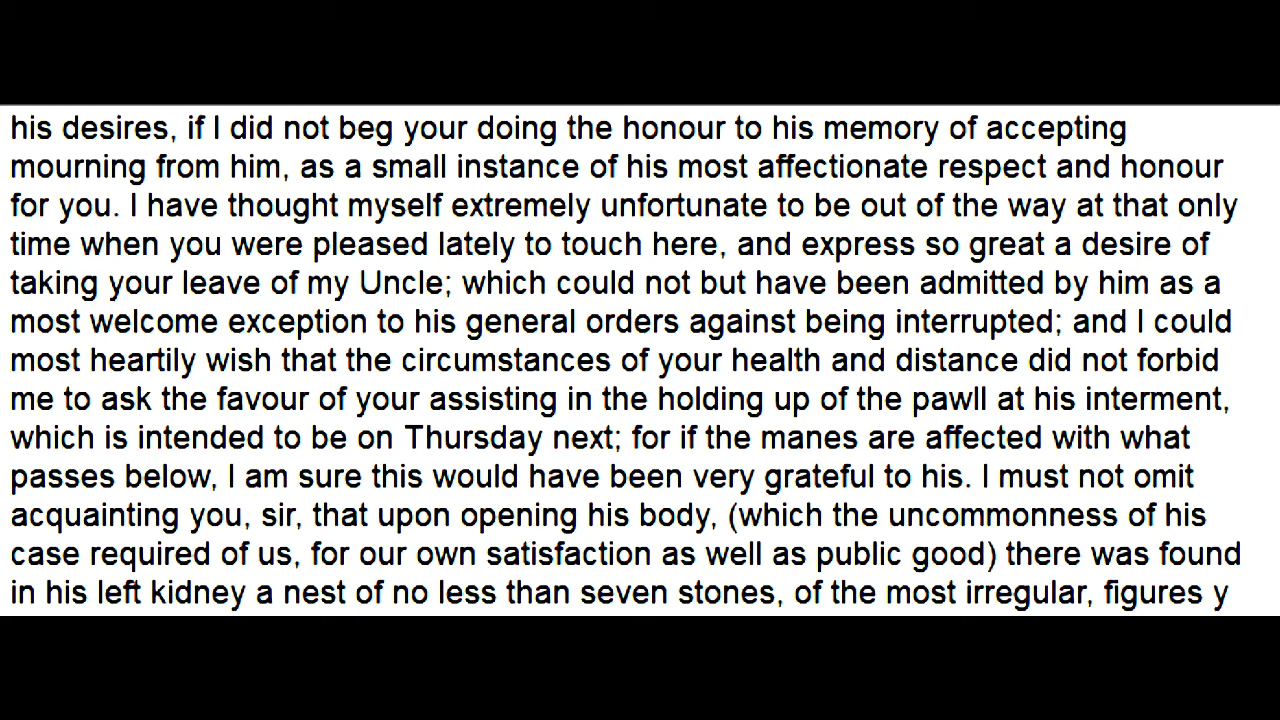 his desires, if I did not beg your doing the honour to his memory of accepting
mourning from him, as a small instance of his most affectionate respect and honour
for you. I have thought myself extremely unfortunate to be out of the way at that only
time when you were pleased lately to touch here, and express so great a desire of
taking your leave of my Uncle; which could not but have been admitted by him as a
most welcome exception to his general orders against being interrupted; and I could
most heartily wish that the circumstances of your health and distance did not forbid
me to ask the favour of your assisting in the holding up of the pawll at his interment,
which is intended to be on Thursday next; for if the manes are affected with what
passes below, I am sure this would have been very grateful to his. I must not omit
acquainting you, sir, that upon opening his body, (which the uncommonness of his
case required of us, for our own satisfaction as well as public good) there was found
in his left kidney a nest of no less than seven stones, of the most irregular, figures y